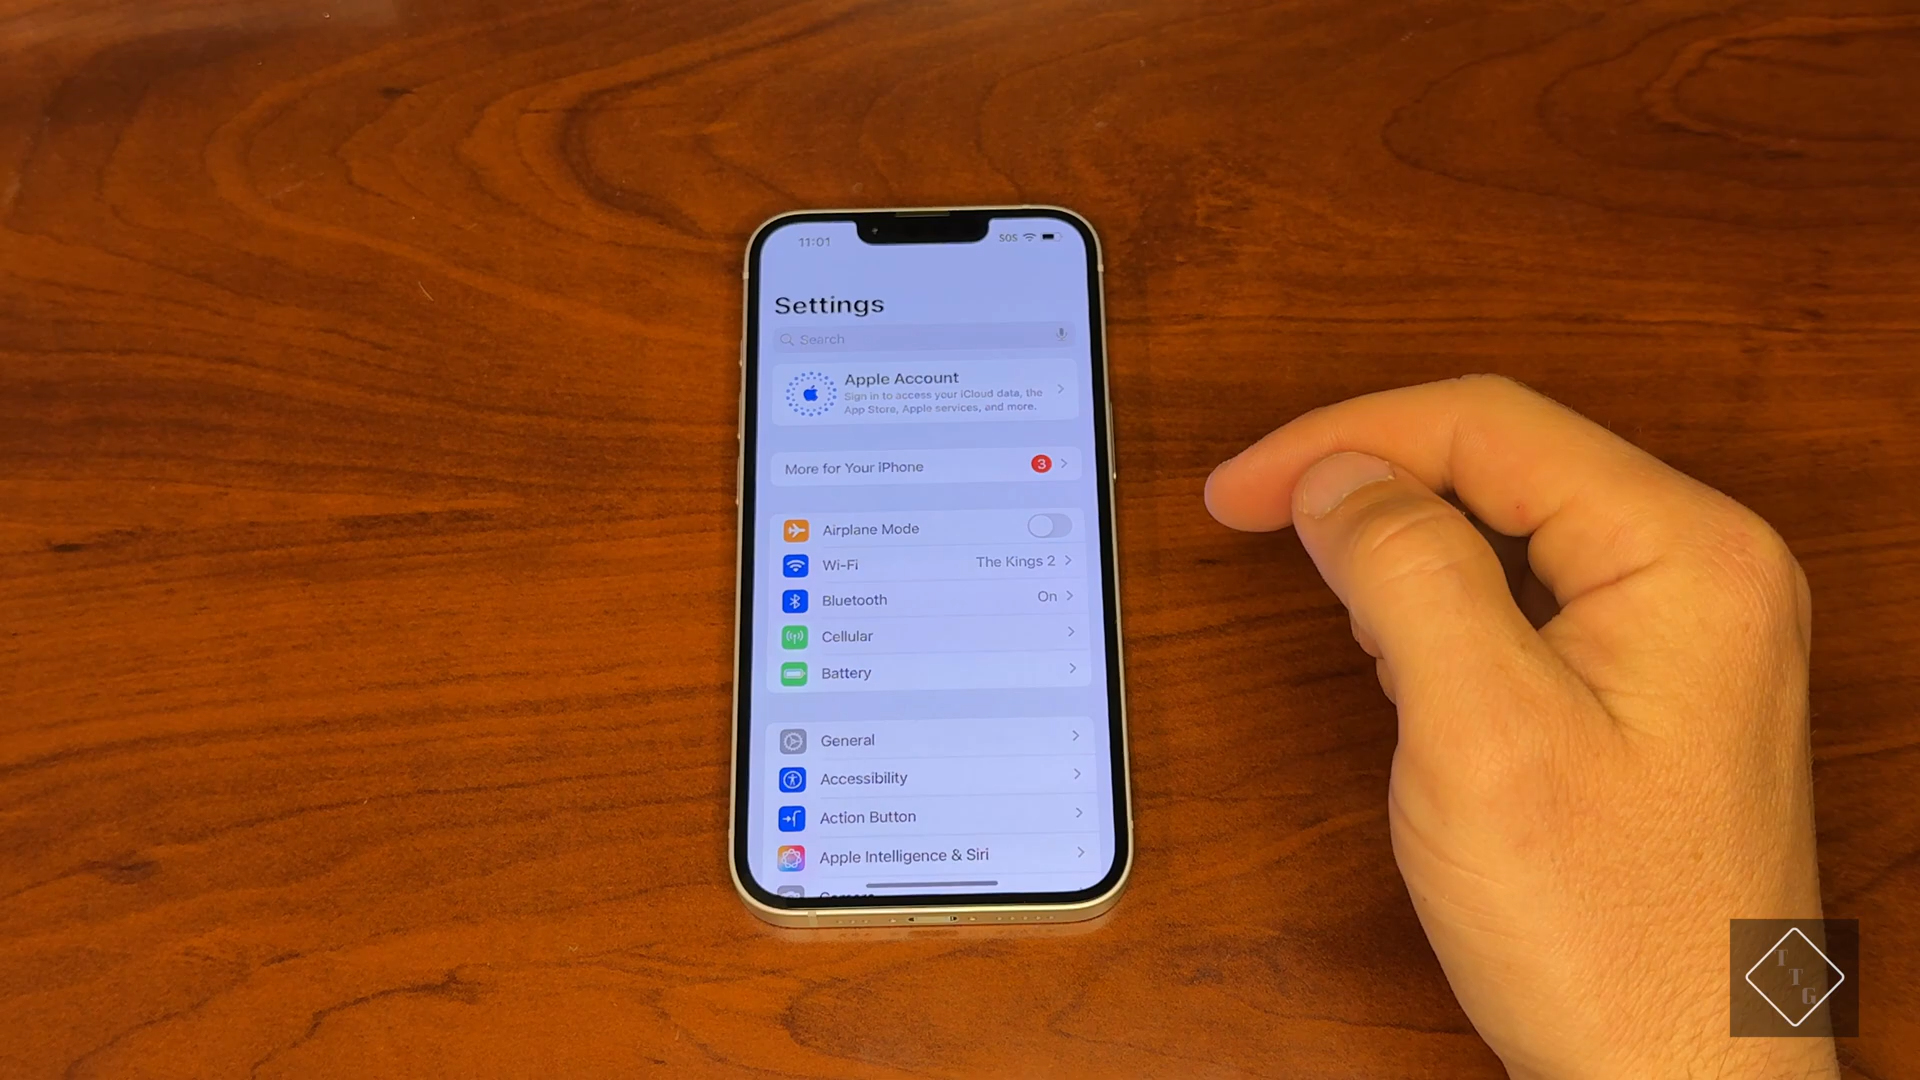 11:01
SOS
Settings
Search
Apple Account
Sign in to access your iCloud data, the
App Store, Apple services, and more.
More for Your iPhone
3
Airplane Mode
Wi-Fi
The Kings 2
Bluetooth
On
Cellular
Battery
General
Accessibility
Action Button
Apple Intelligence & Siri
T
T
G